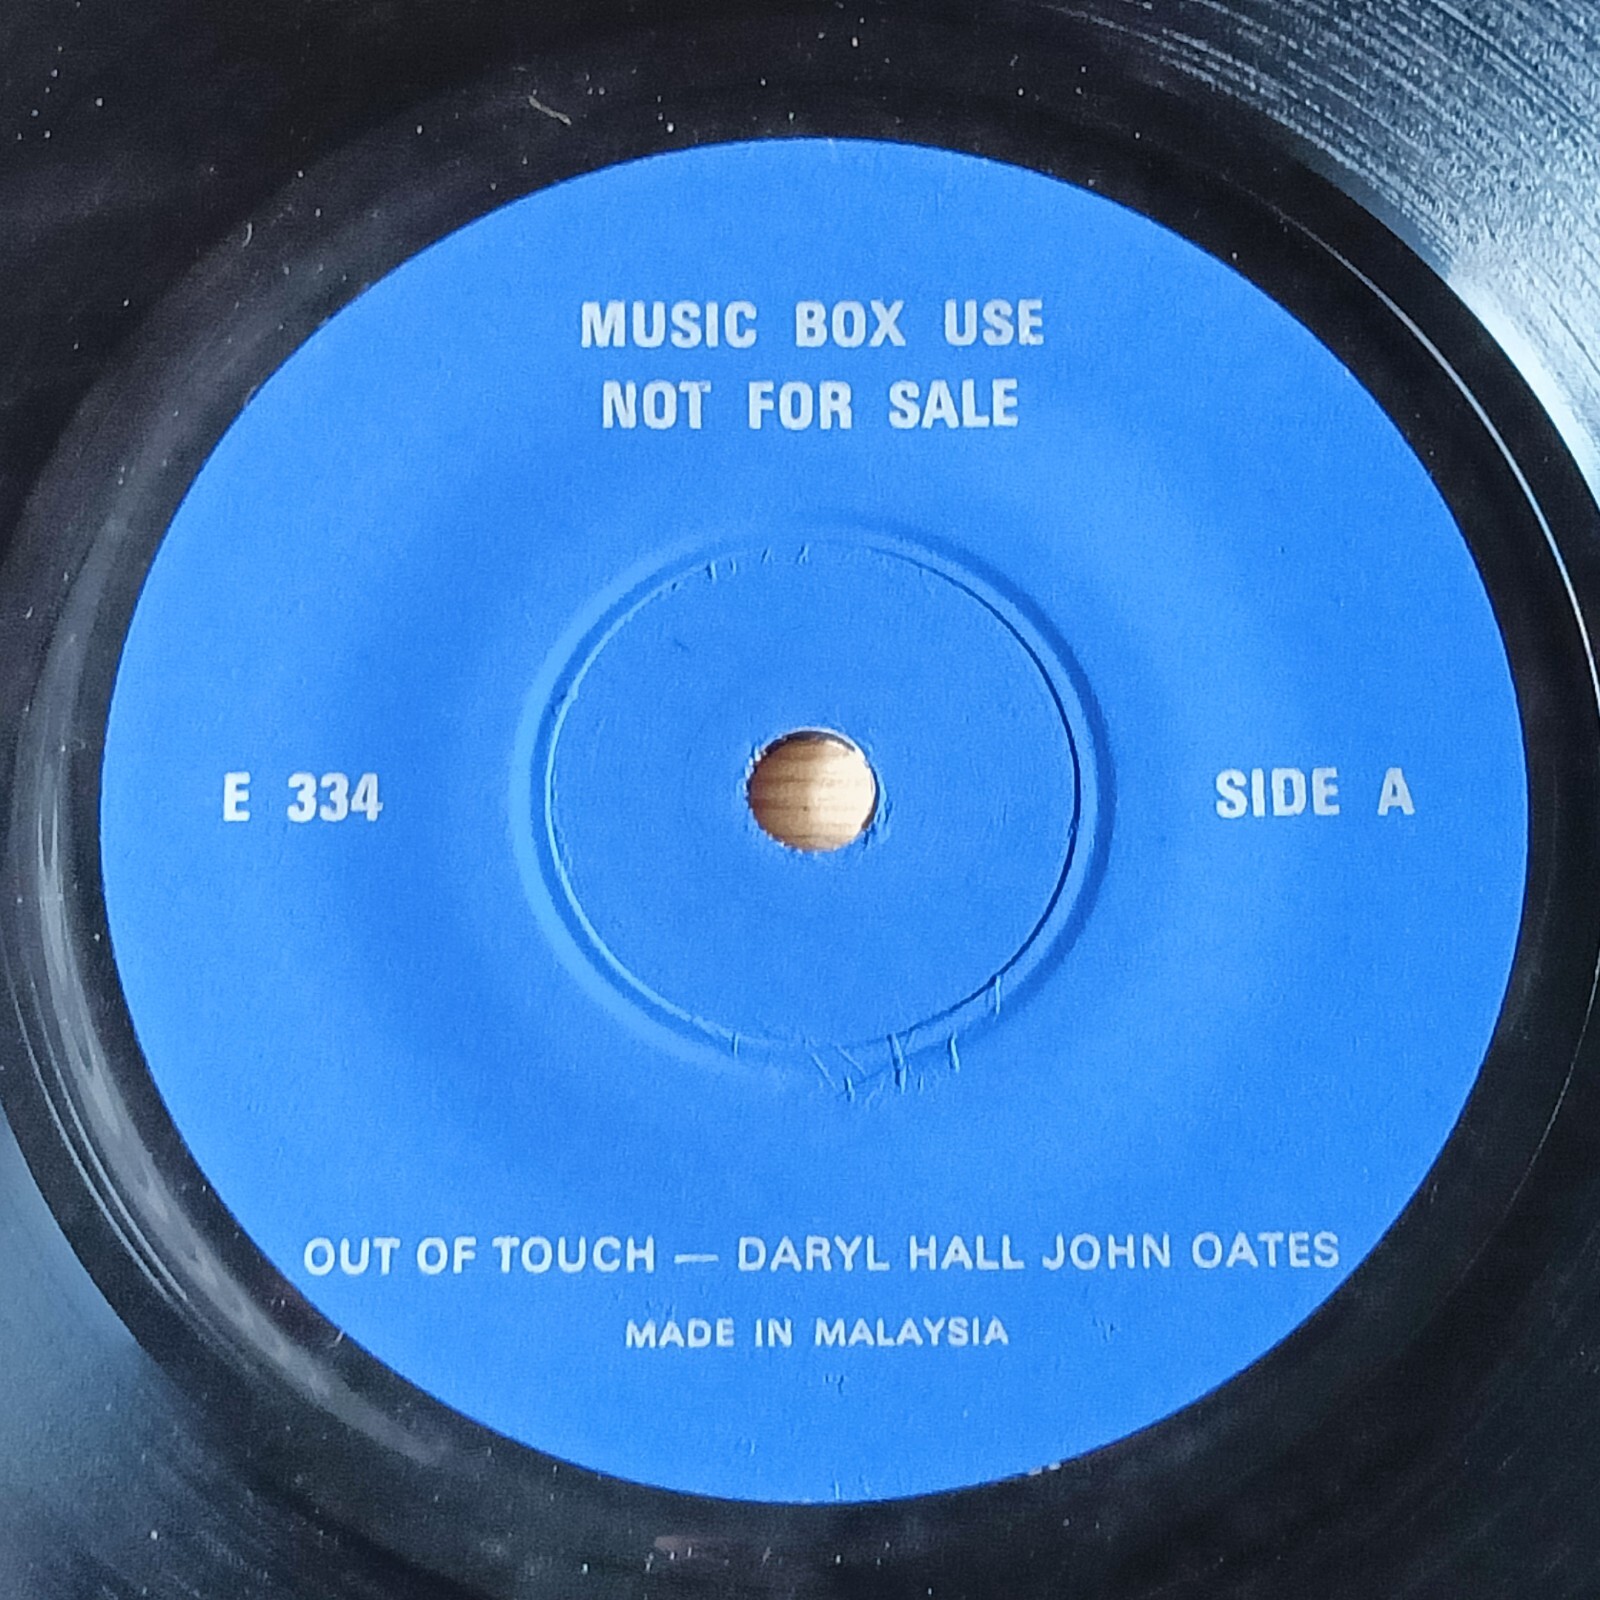 MUSIC BOX USE
NOT FOR SALE
E 334
SIDE A
OUT OF TOUCH — DARYL HALL JOHN OATES
MADE IN MALAYSIA